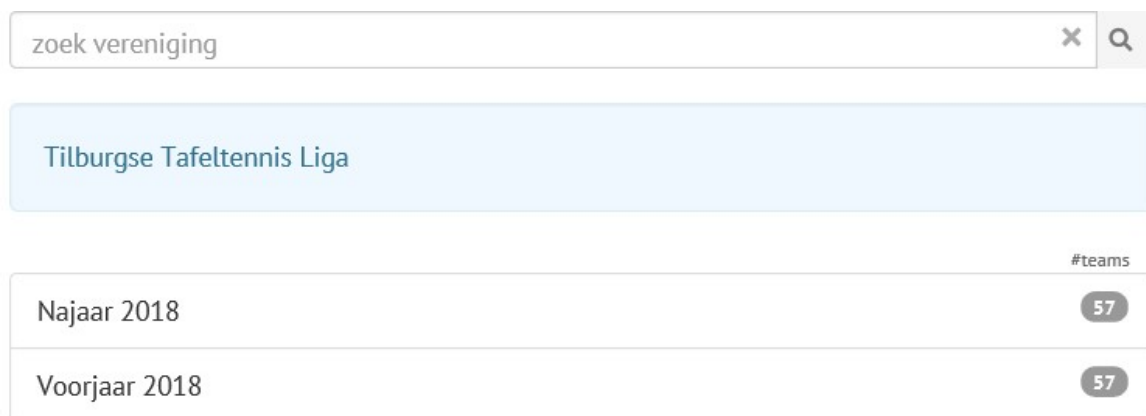 zoek vereniging
Tilburgse Tafeltennis Liga
#teams
Najaar 2018 57
Voorjaar 2018 57